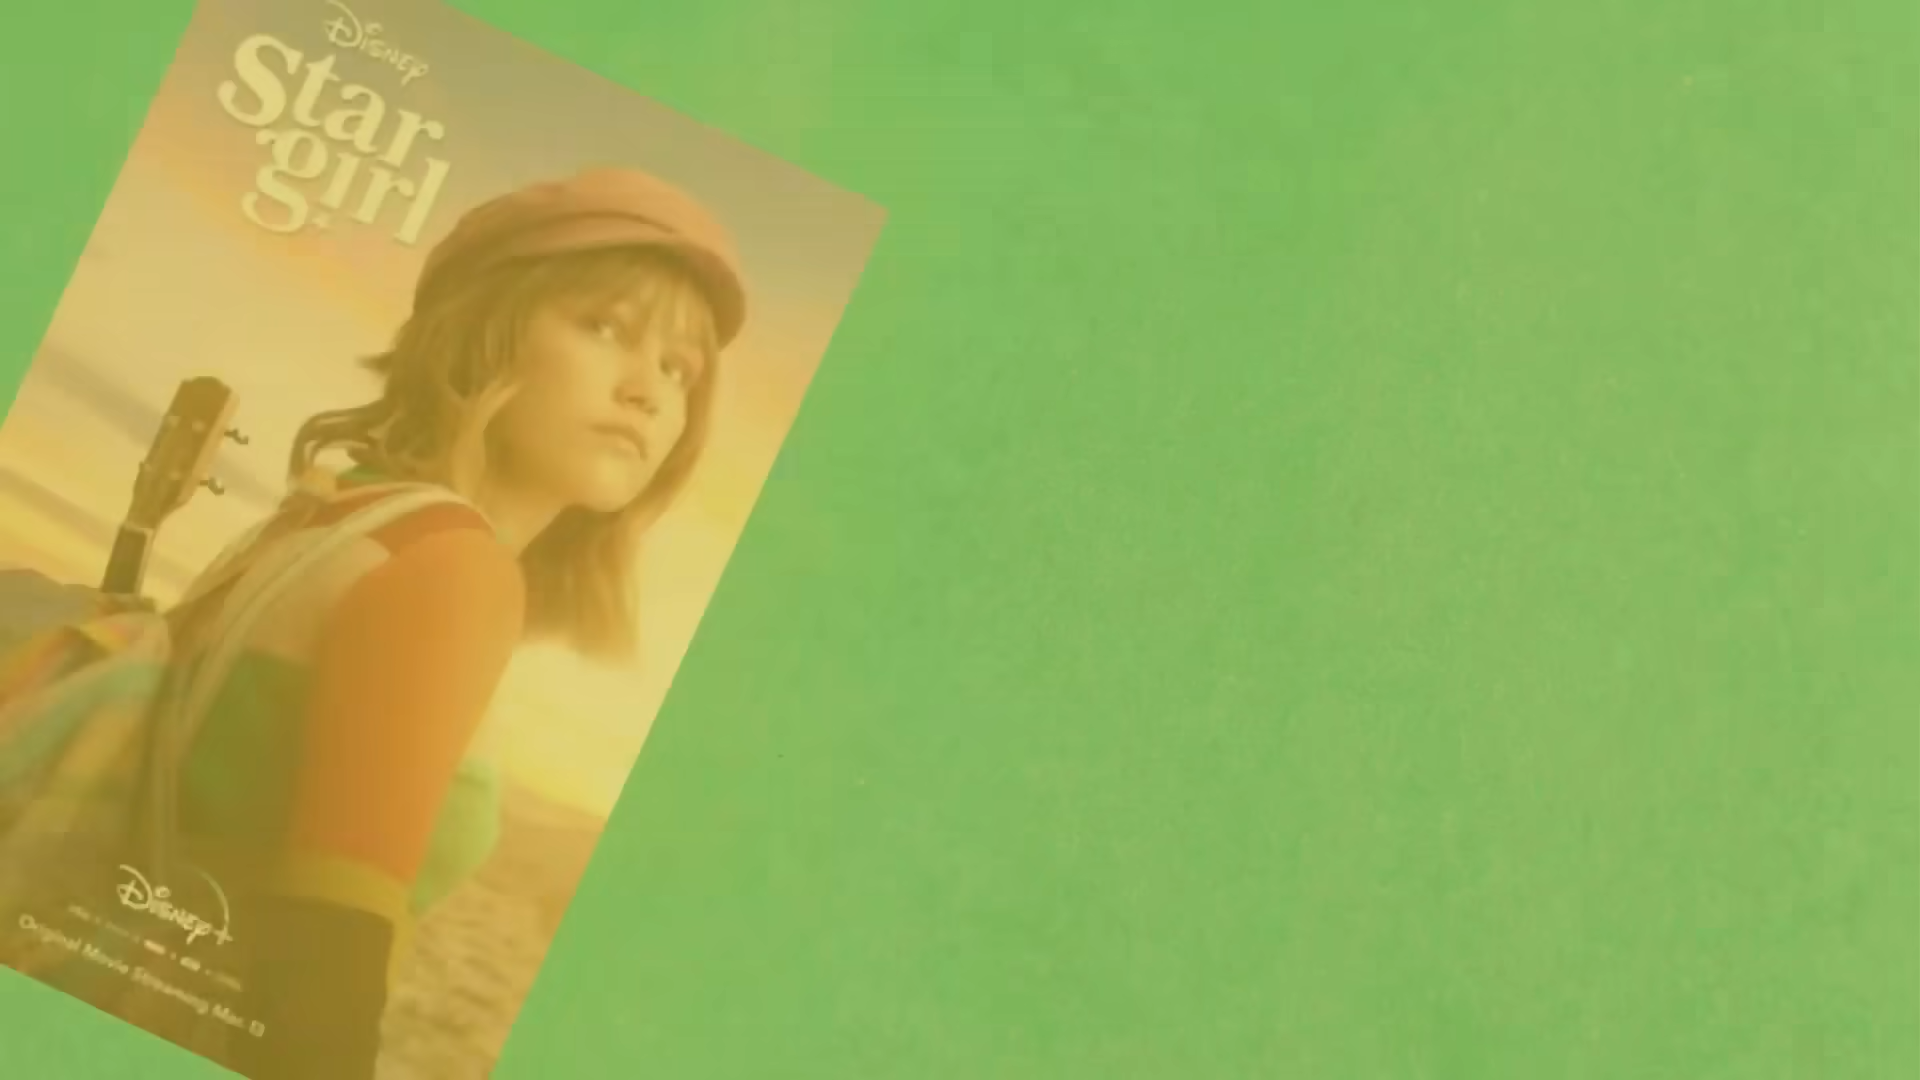 Disney
Star
girl
Disney+
Original Movie Streaming Mar.